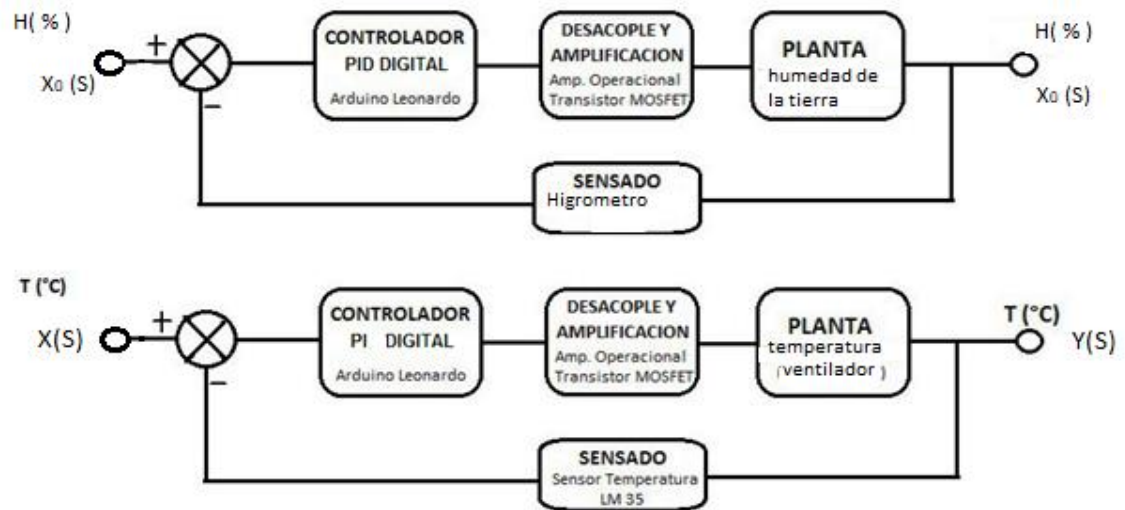 H( % )
X₀ (S)
+
−
CONTROLADOR
PID DIGITAL
Arduino Leonardo
DESACOPLE Y
AMPLIFICACION
Amp. Operacional
Transistor MOSFET
PLANTA
humedad de
la tierra
H( % )
X₀ (S)
SENSADO
Higrometro
T (°C)
X(S)
+
−
CONTROLADOR
PI DIGITAL
Arduino Leonardo
DESACOPLE Y
AMPLIFICACION
Amp. Operacional
Transistor MOSFET
PLANTA
temperatura
(ventilador )
T (°C)
Y(S)
SENSADO
Sensor Temperatura
LM 35